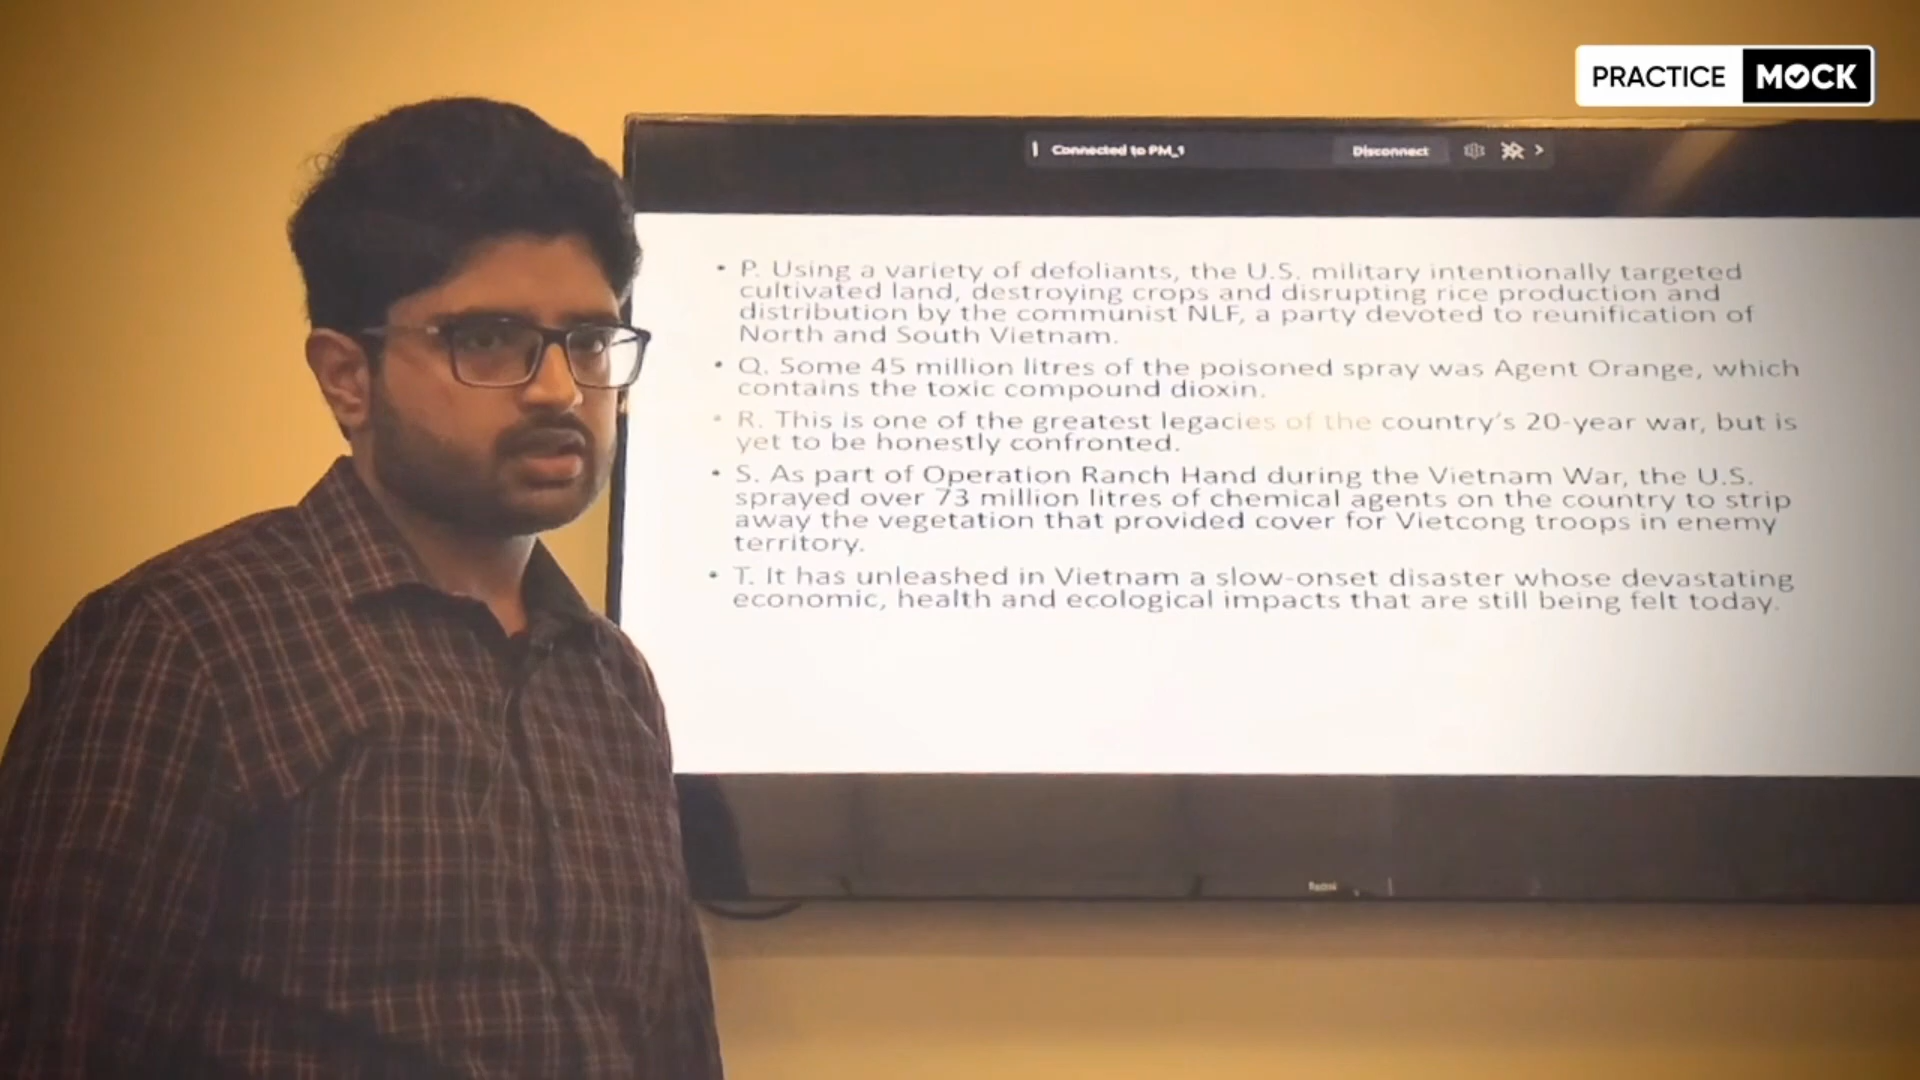 PRACTICE MOCK
Connected to PM_1 Disconnect
• P. Using a variety of defoliants, the U.S. military intentionally targeted
cultivated land, destroying crops and disrupting rice production and
distribution by the communist NLF, a party devoted to reunification of
North and South Vietnam.
• Q. Some 45 million litres of the poisoned spray was Agent Orange, which
contains the toxic compound dioxin.
• R. This is one of the greatest legacies of the country's 20-year war, but is
yet to be honestly confronted.
• S. As part of Operation Ranch Hand during the Vietnam War, the U.S.
sprayed over 73 million litres of chemical agents on the country to strip
away the vegetation that provided cover for Vietcong troops in enemy
territory.
• T. It has unleashed in Vietnam a slow-onset disaster whose devastating
economic, health and ecological impacts that are still being felt today.
Redmi